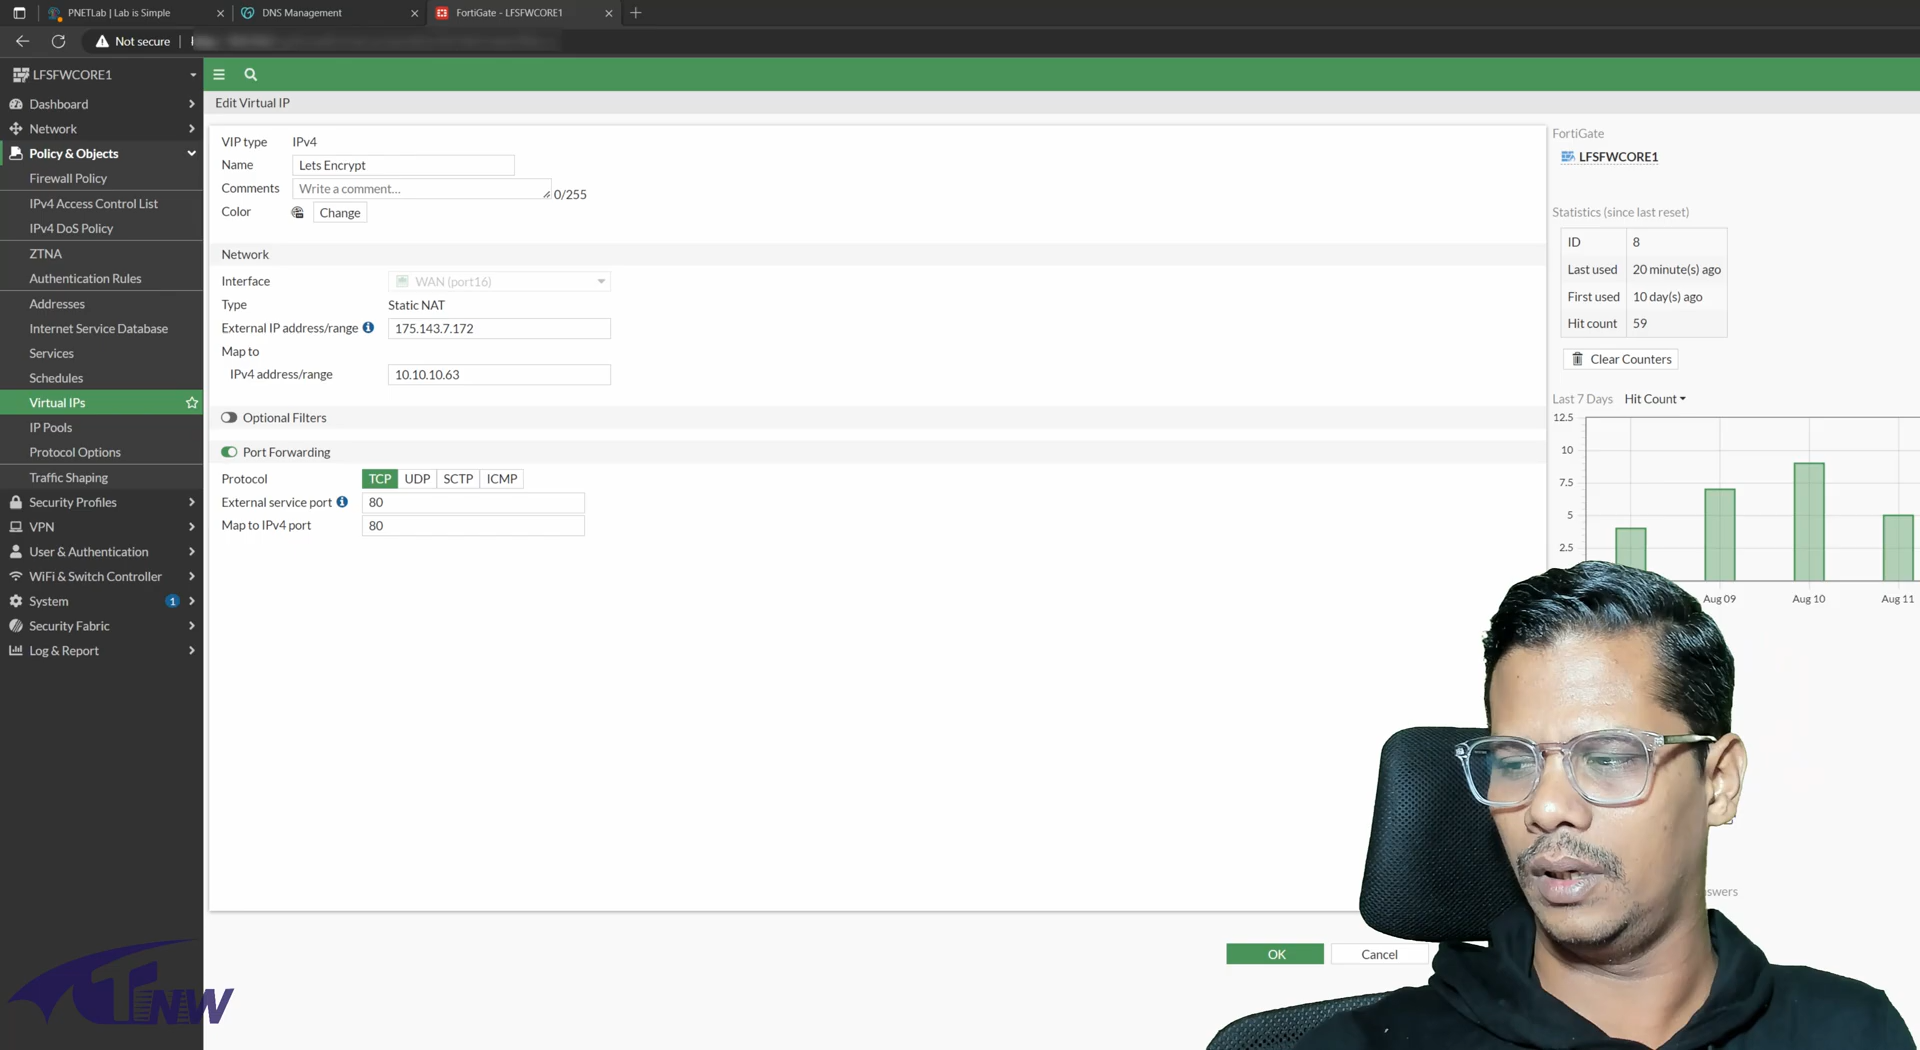 PNETLab | Lab is Simple
DNS Management
FortiGate - LFSFWCORE1
Not secure
LFSFWCORE1
Dashboard
Network
Policy & Objects
Firewall Policy
IPv4 Access Control List
IPv4 DoS Policy
ZTNA
Authentication Rules
Addresses
Internet Service Database
Services
Schedules
Virtual IPs
IP Pools
Protocol Options
Traffic Shaping
Security Profiles
VPN
User & Authentication
WiFi & Switch Controller
System 1
Security Fabric
Log & Report
TNW
Edit Virtual IP
VIP type IPv4
Name Lets Encrypt
Comments Write a comment... 0/255
Color Change
Network
Interface WAN (port16)
Type Static NAT
External IP address/range 175.143.7.172
Map to
IPv4 address/range 10.10.10.63
Optional Filters
Port Forwarding
Protocol TCP UDP SCTP ICMP
External service port 80
Map to IPv4 port 80
OK Cancel
FortiGate
LFSFWCORE1
Statistics (since last reset)
ID 8
Last used 20 minute(s) ago
First used 10 day(s) ago
Hit count 59
Clear Counters
Last 7 Days Hit Count
12.5
10
7.5
5
2.5
Aug 09 Aug 10 Aug 11